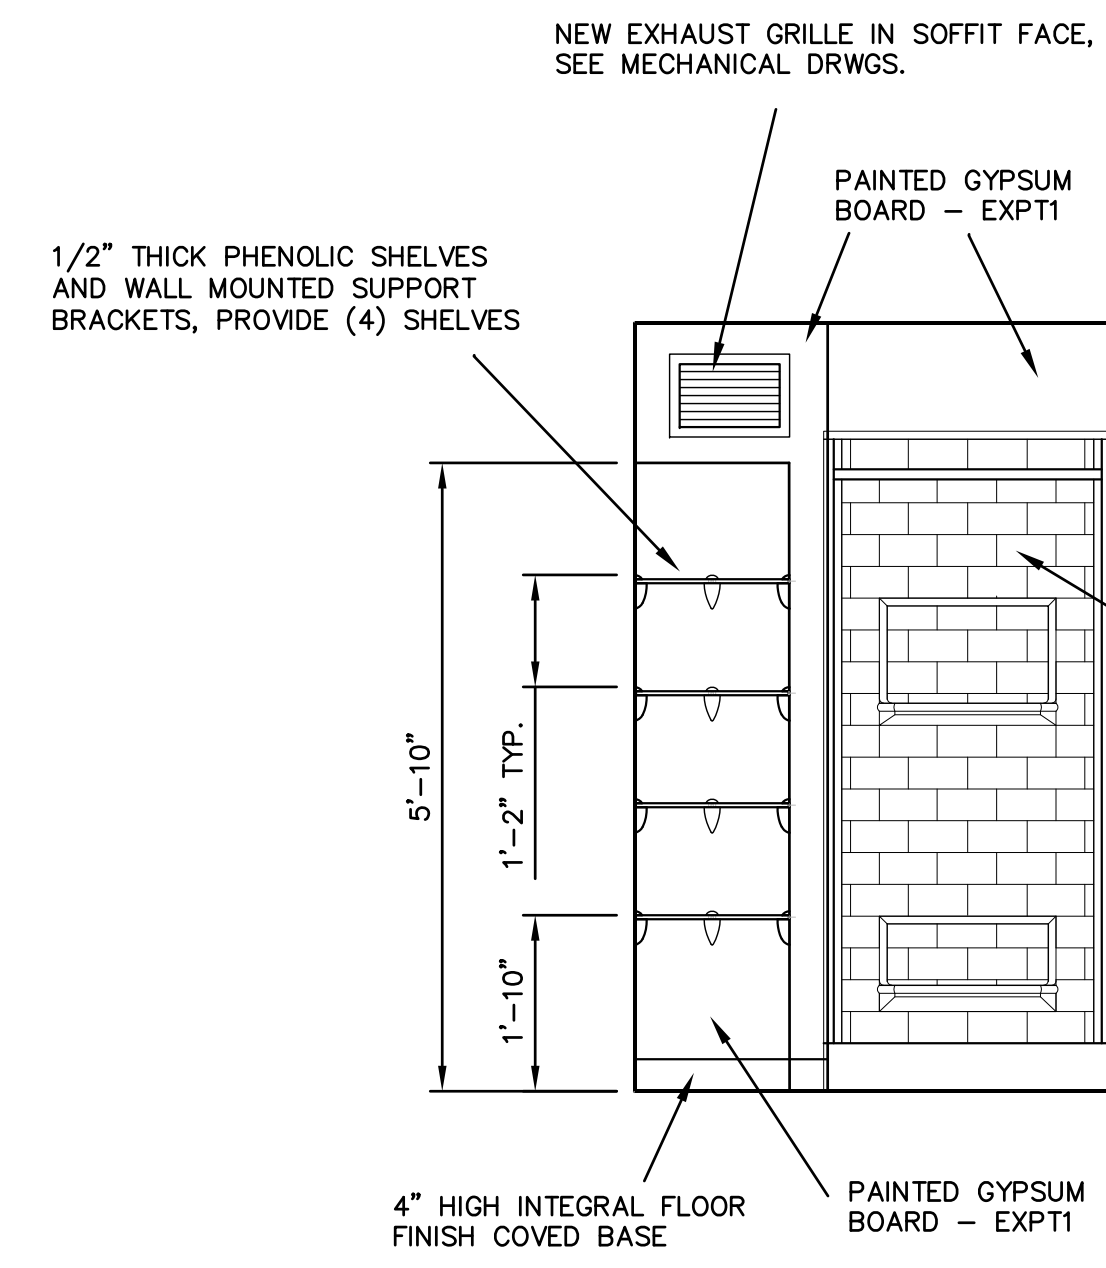 NEW EXHAUST GRILLE IN SOFFIT FACE,
SEE MECHANICAL DRWGS.
PAINTED GYPSUM
BOARD – EXPT1
1/2” THICK PHENOLIC SHELVES
AND WALL MOUNTED SUPPORT
BRACKETS, PROVIDE (4) SHELVES
5’–10”
1’–2” TYP.
1’–10”
4” HIGH INTEGRAL FLOOR
FINISH COVED BASE
PAINTED GYPSUM
BOARD – EXPT1